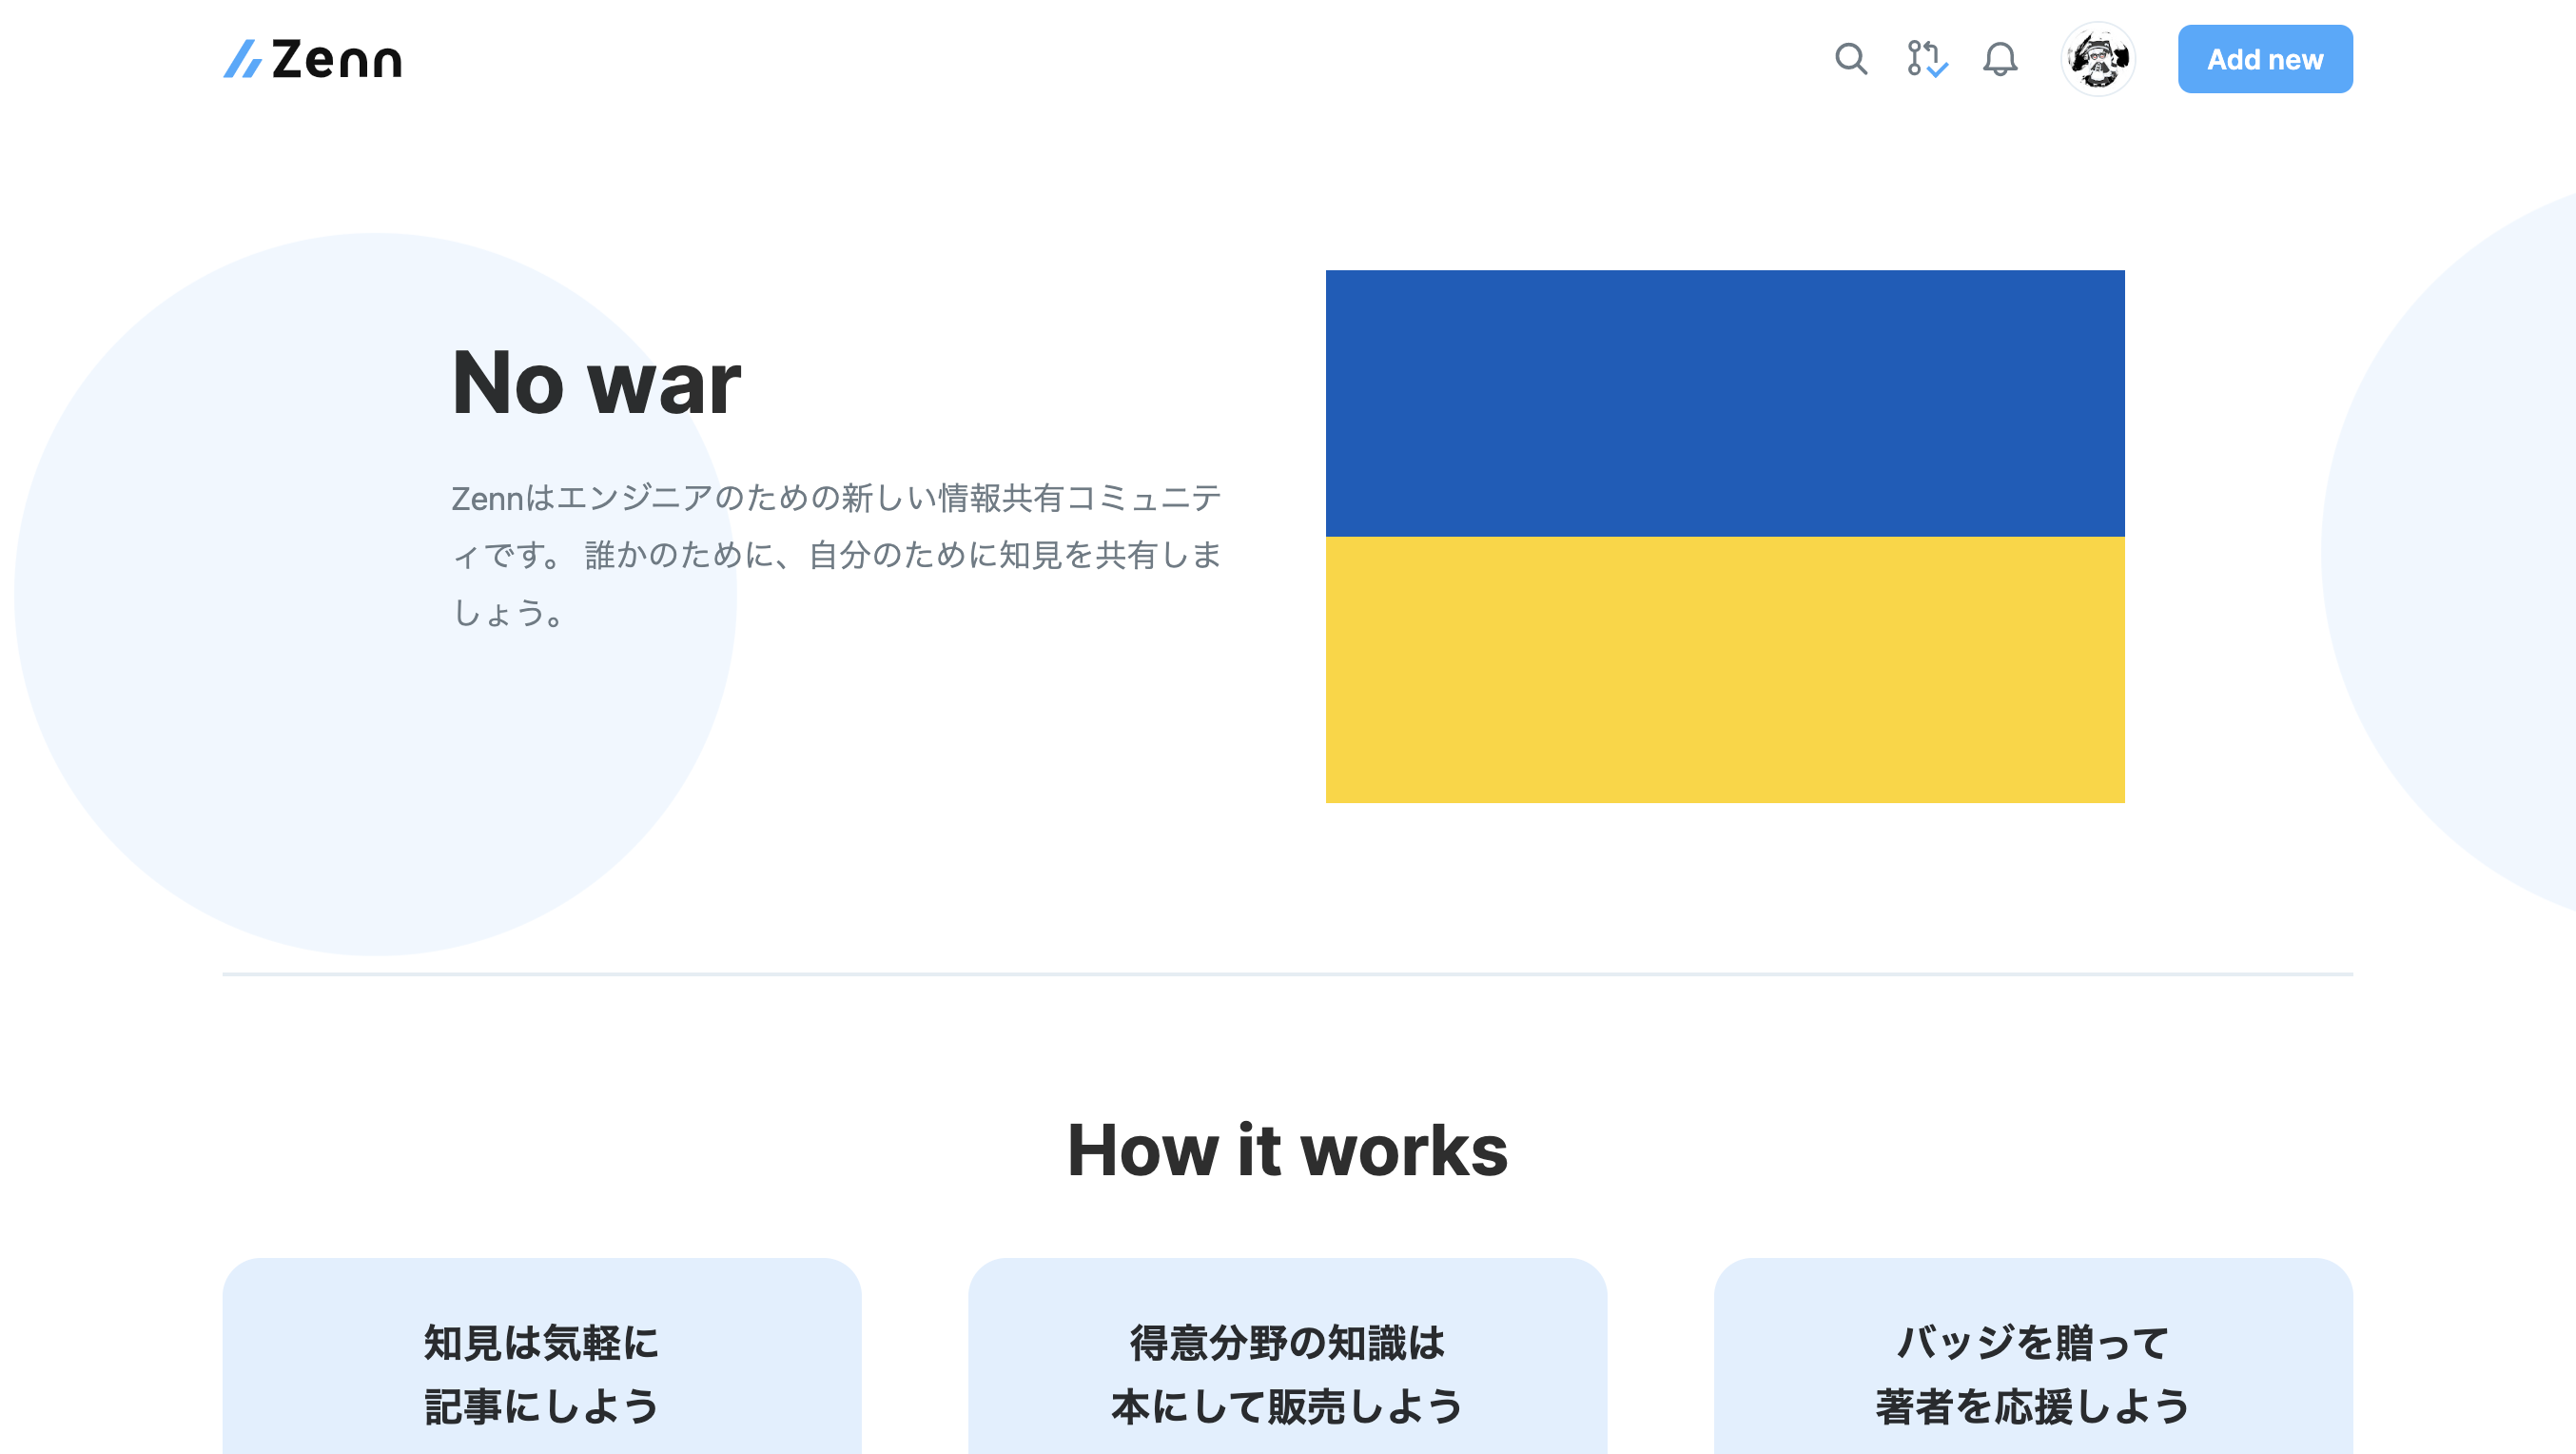 Zenn
Add new
No war
Zennはエンジニアのための新しい情報共有コミュニテ
ィです。 誰かのために、自分のために知見を共有しま
しょう。
How it works
知見は気軽に
記事にしよう
得意分野の知識は
本にして販売しよう
バッジを贈って
著者を応援しよう